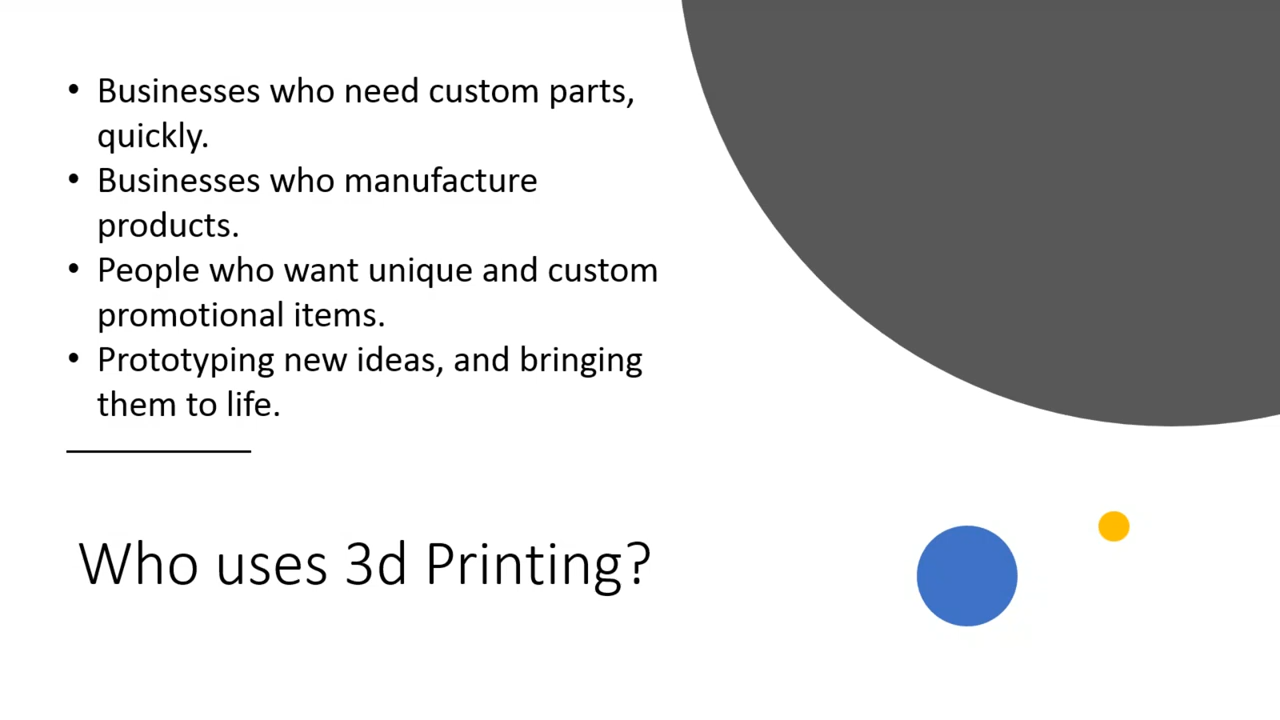 • Businesses who need custom parts,
quickly.
• Businesses who manufacture
products.
• People who want unique and custom
promotional items.
• Prototyping new ideas, and bringing
them to life.
Who uses 3d Printing?